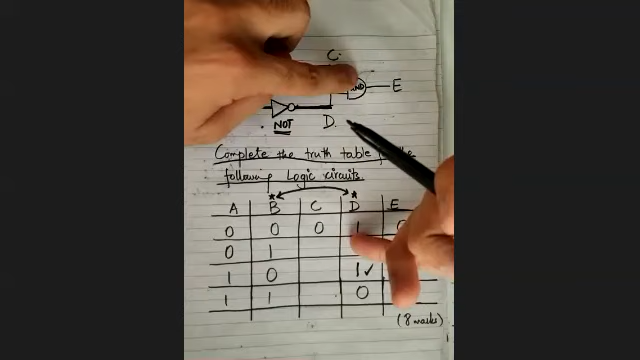 C.
AND
E
NOT
D.
Complete the truth table for the
following Logic circuits.
A B C D E
0 0 0 1 0
0 1
1 0 1 ✓
1 1 0
(8 marks)